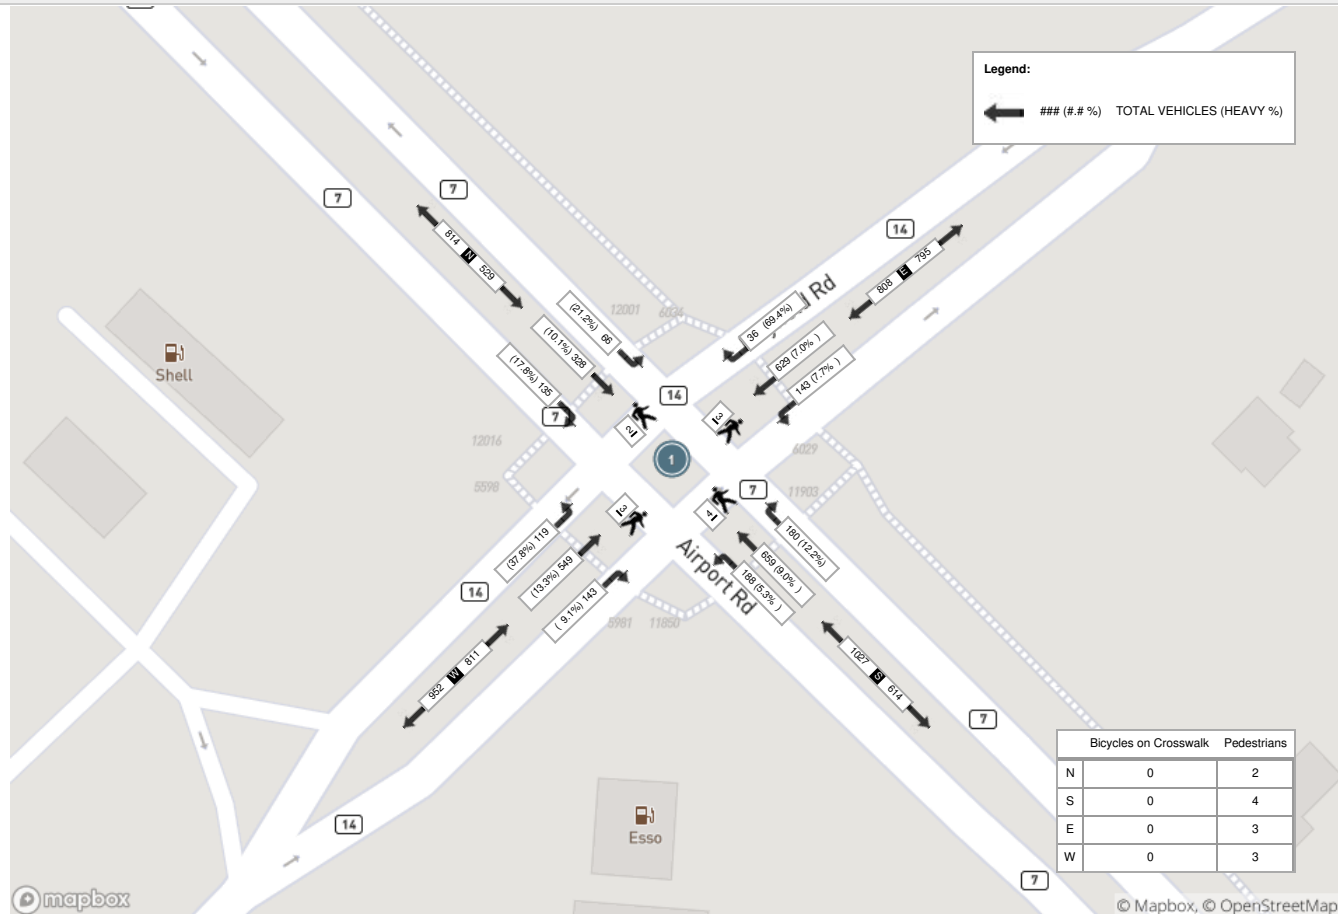 Legend:
### (#.# %) TOTAL VEHICLES (HEAVY %)
7
7
14
814 N 529
808 E 795
Rd
(21.2%) 66
(10.1%) 328
(17.8%) 135
36 (69.4%)
629 (7.0% )
143 (7.7% )
12001
6034
Shell
7
14
2
3
1
12016
5598
6029
7
11903
3
4
(37.8%) 119
(13.3%) 549
( 9.1%) 143
180 (12.2%)
659 (9.0% )
188 (5.3% )
Airport Rd
14
5981
11850
952 W 811
1027 S 614
7
14
Esso
7
Bicycles on Crosswalk Pedestrians
N 0 2
S 0 4
E 0 3
W 0 3
mapbox
© Mapbox, © OpenStreetMap